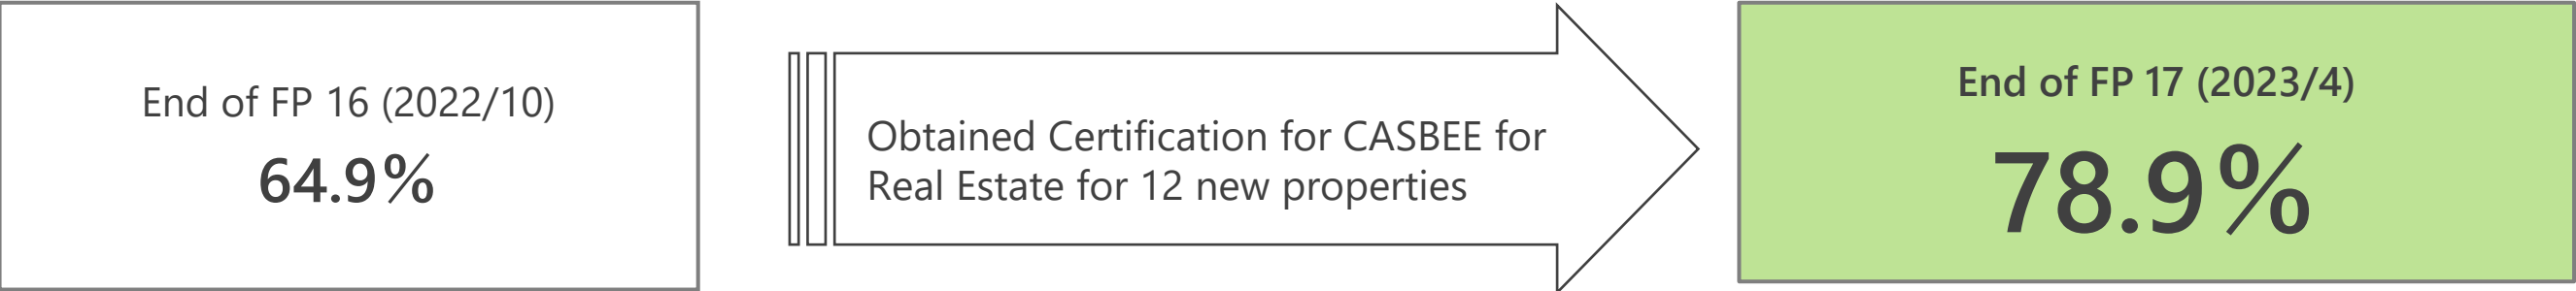 End of FP 16 (2022/10)
64.9%
Obtained Certification for CASBEE for
Real Estate for 12 new properties
End of FP 17 (2023/4)
78.9%